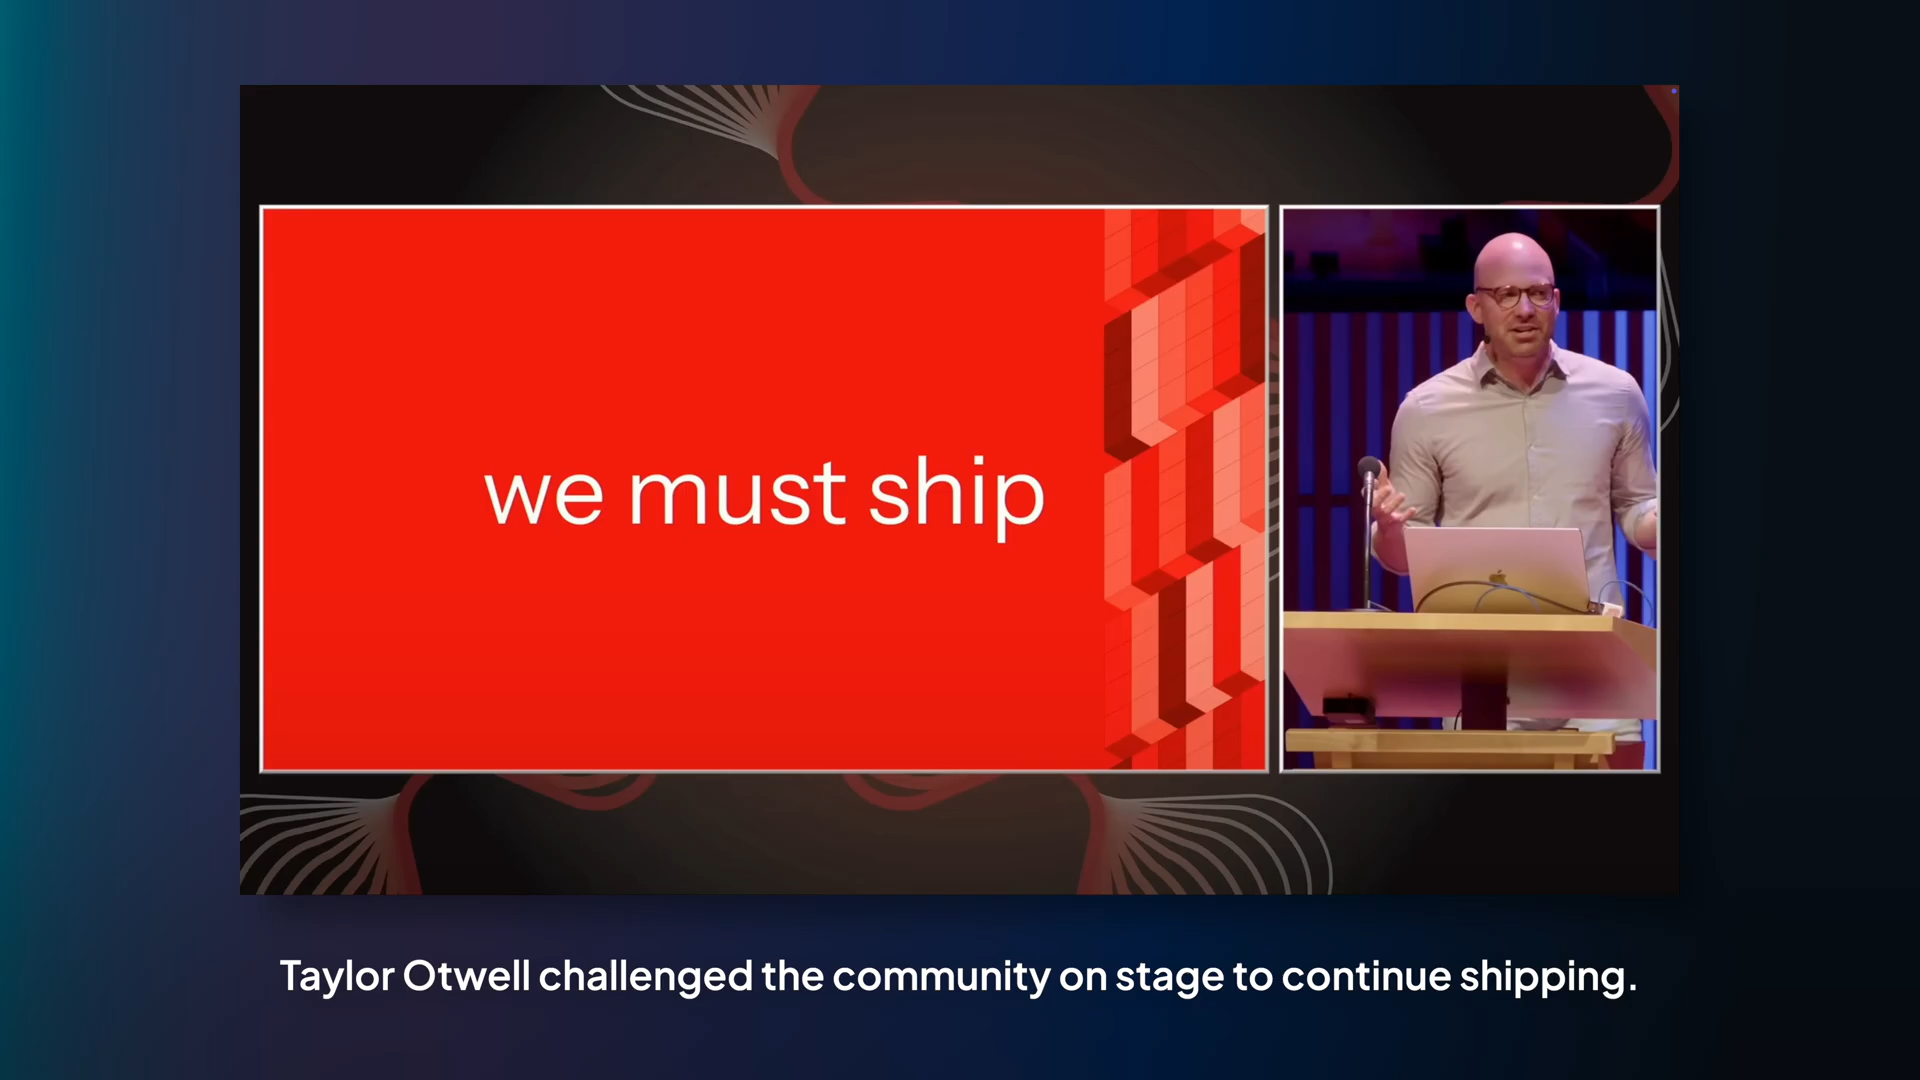 we must ship
Taylor Otwell challenged the community on stage to continue shipping.